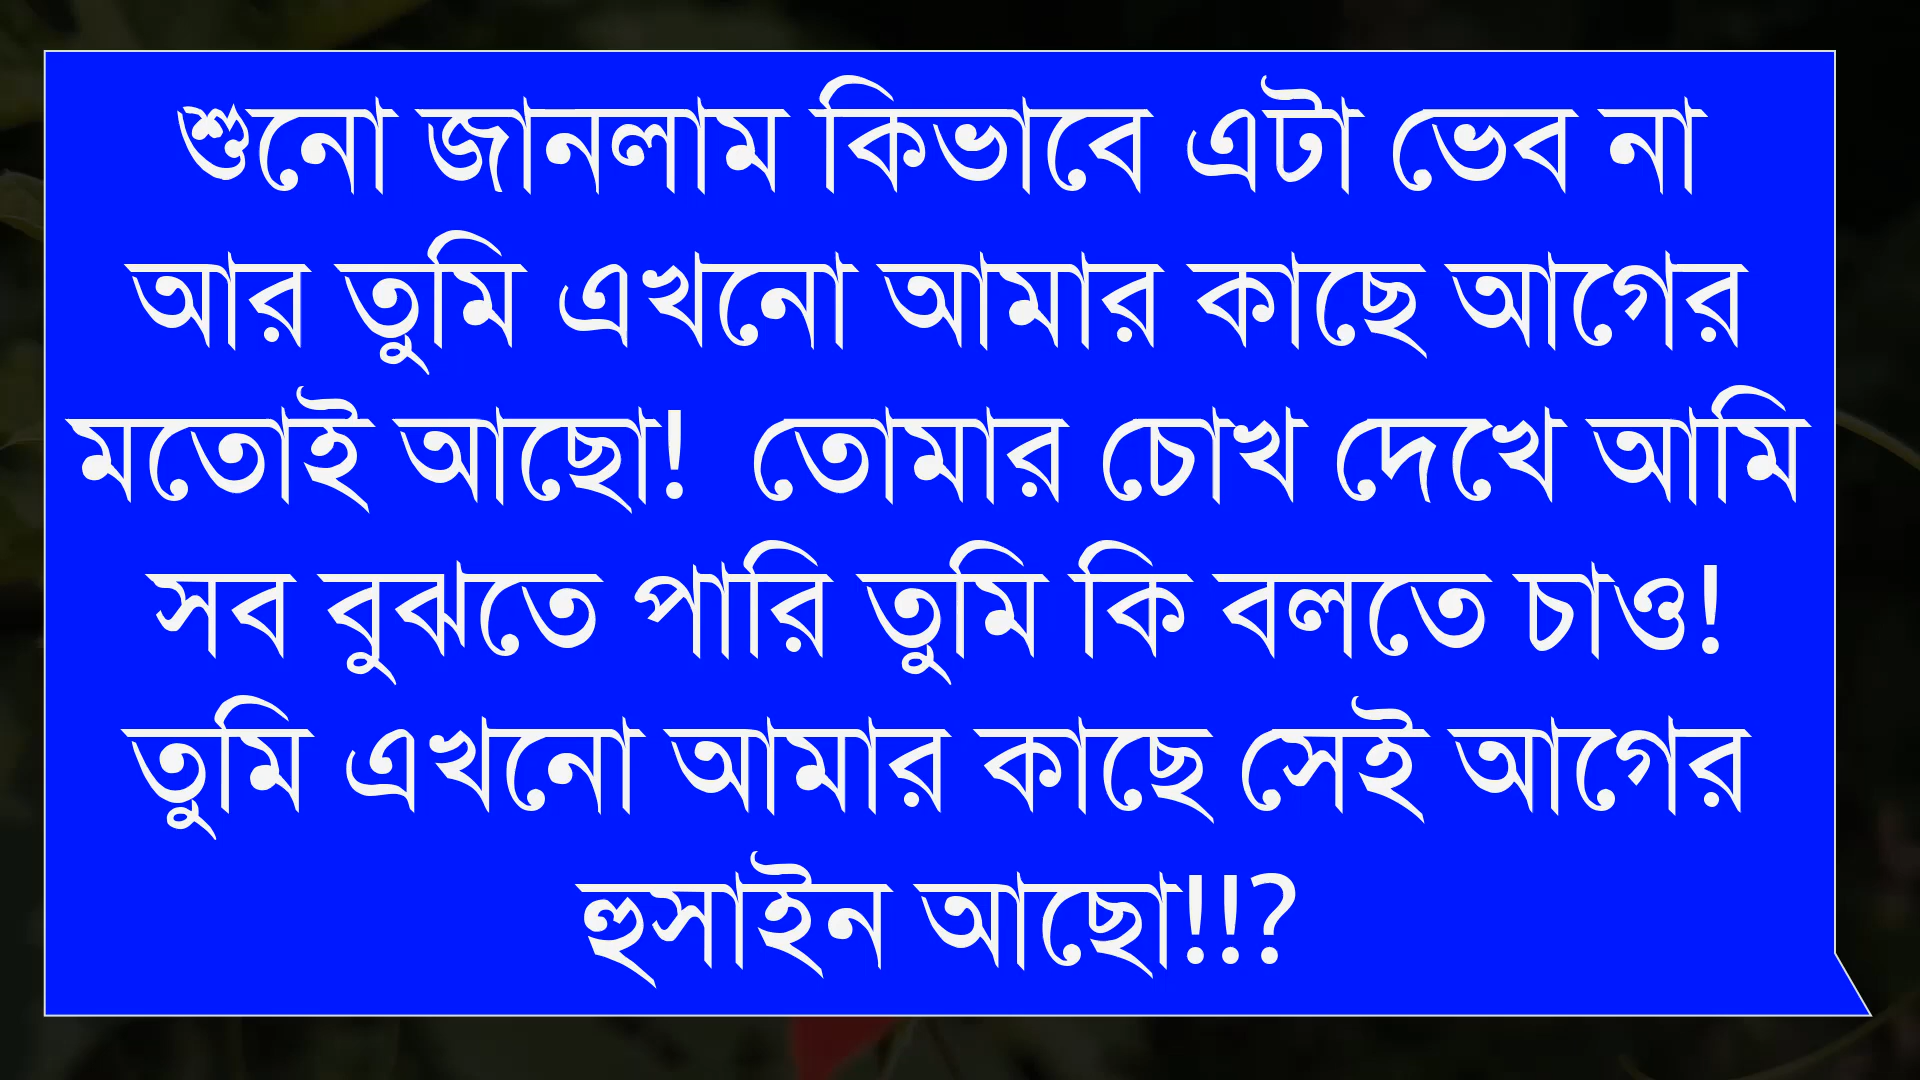 শুনো জানলাম কিভাবে এটা ভেব না
আর তুমি এখনো আমার কাছে আগের
মতোই আছো!  তোমার চোখ দেখে আমি
সব বুঝতে পারি তুমি কি বলতে চাও!
তুমি এখনো আমার কাছে সেই আগের
হুসাইন আছো!!?